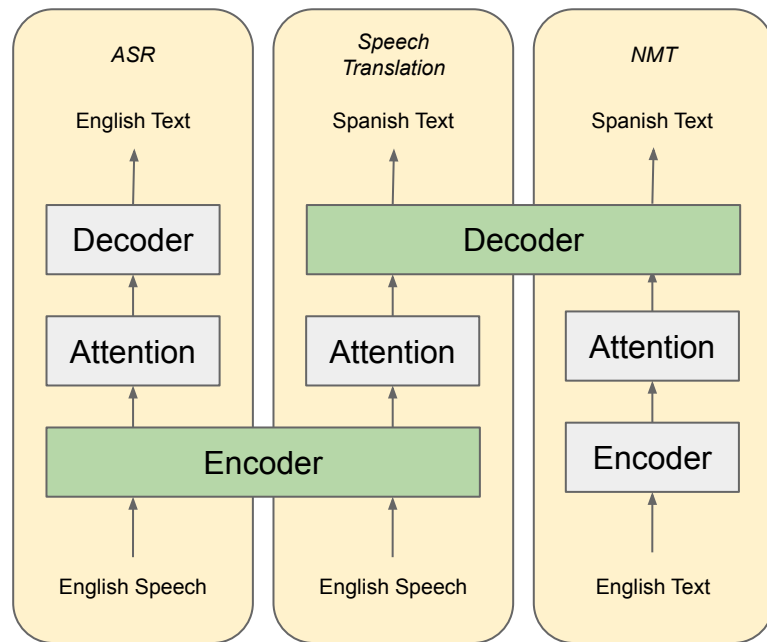 ASR
English Text
Decoder
Attention
English Speech
Speech
Translation
Spanish Text
Decoder
Attention
Encoder
English Speech
NMT
Spanish Text
Attention
Encoder
English Text